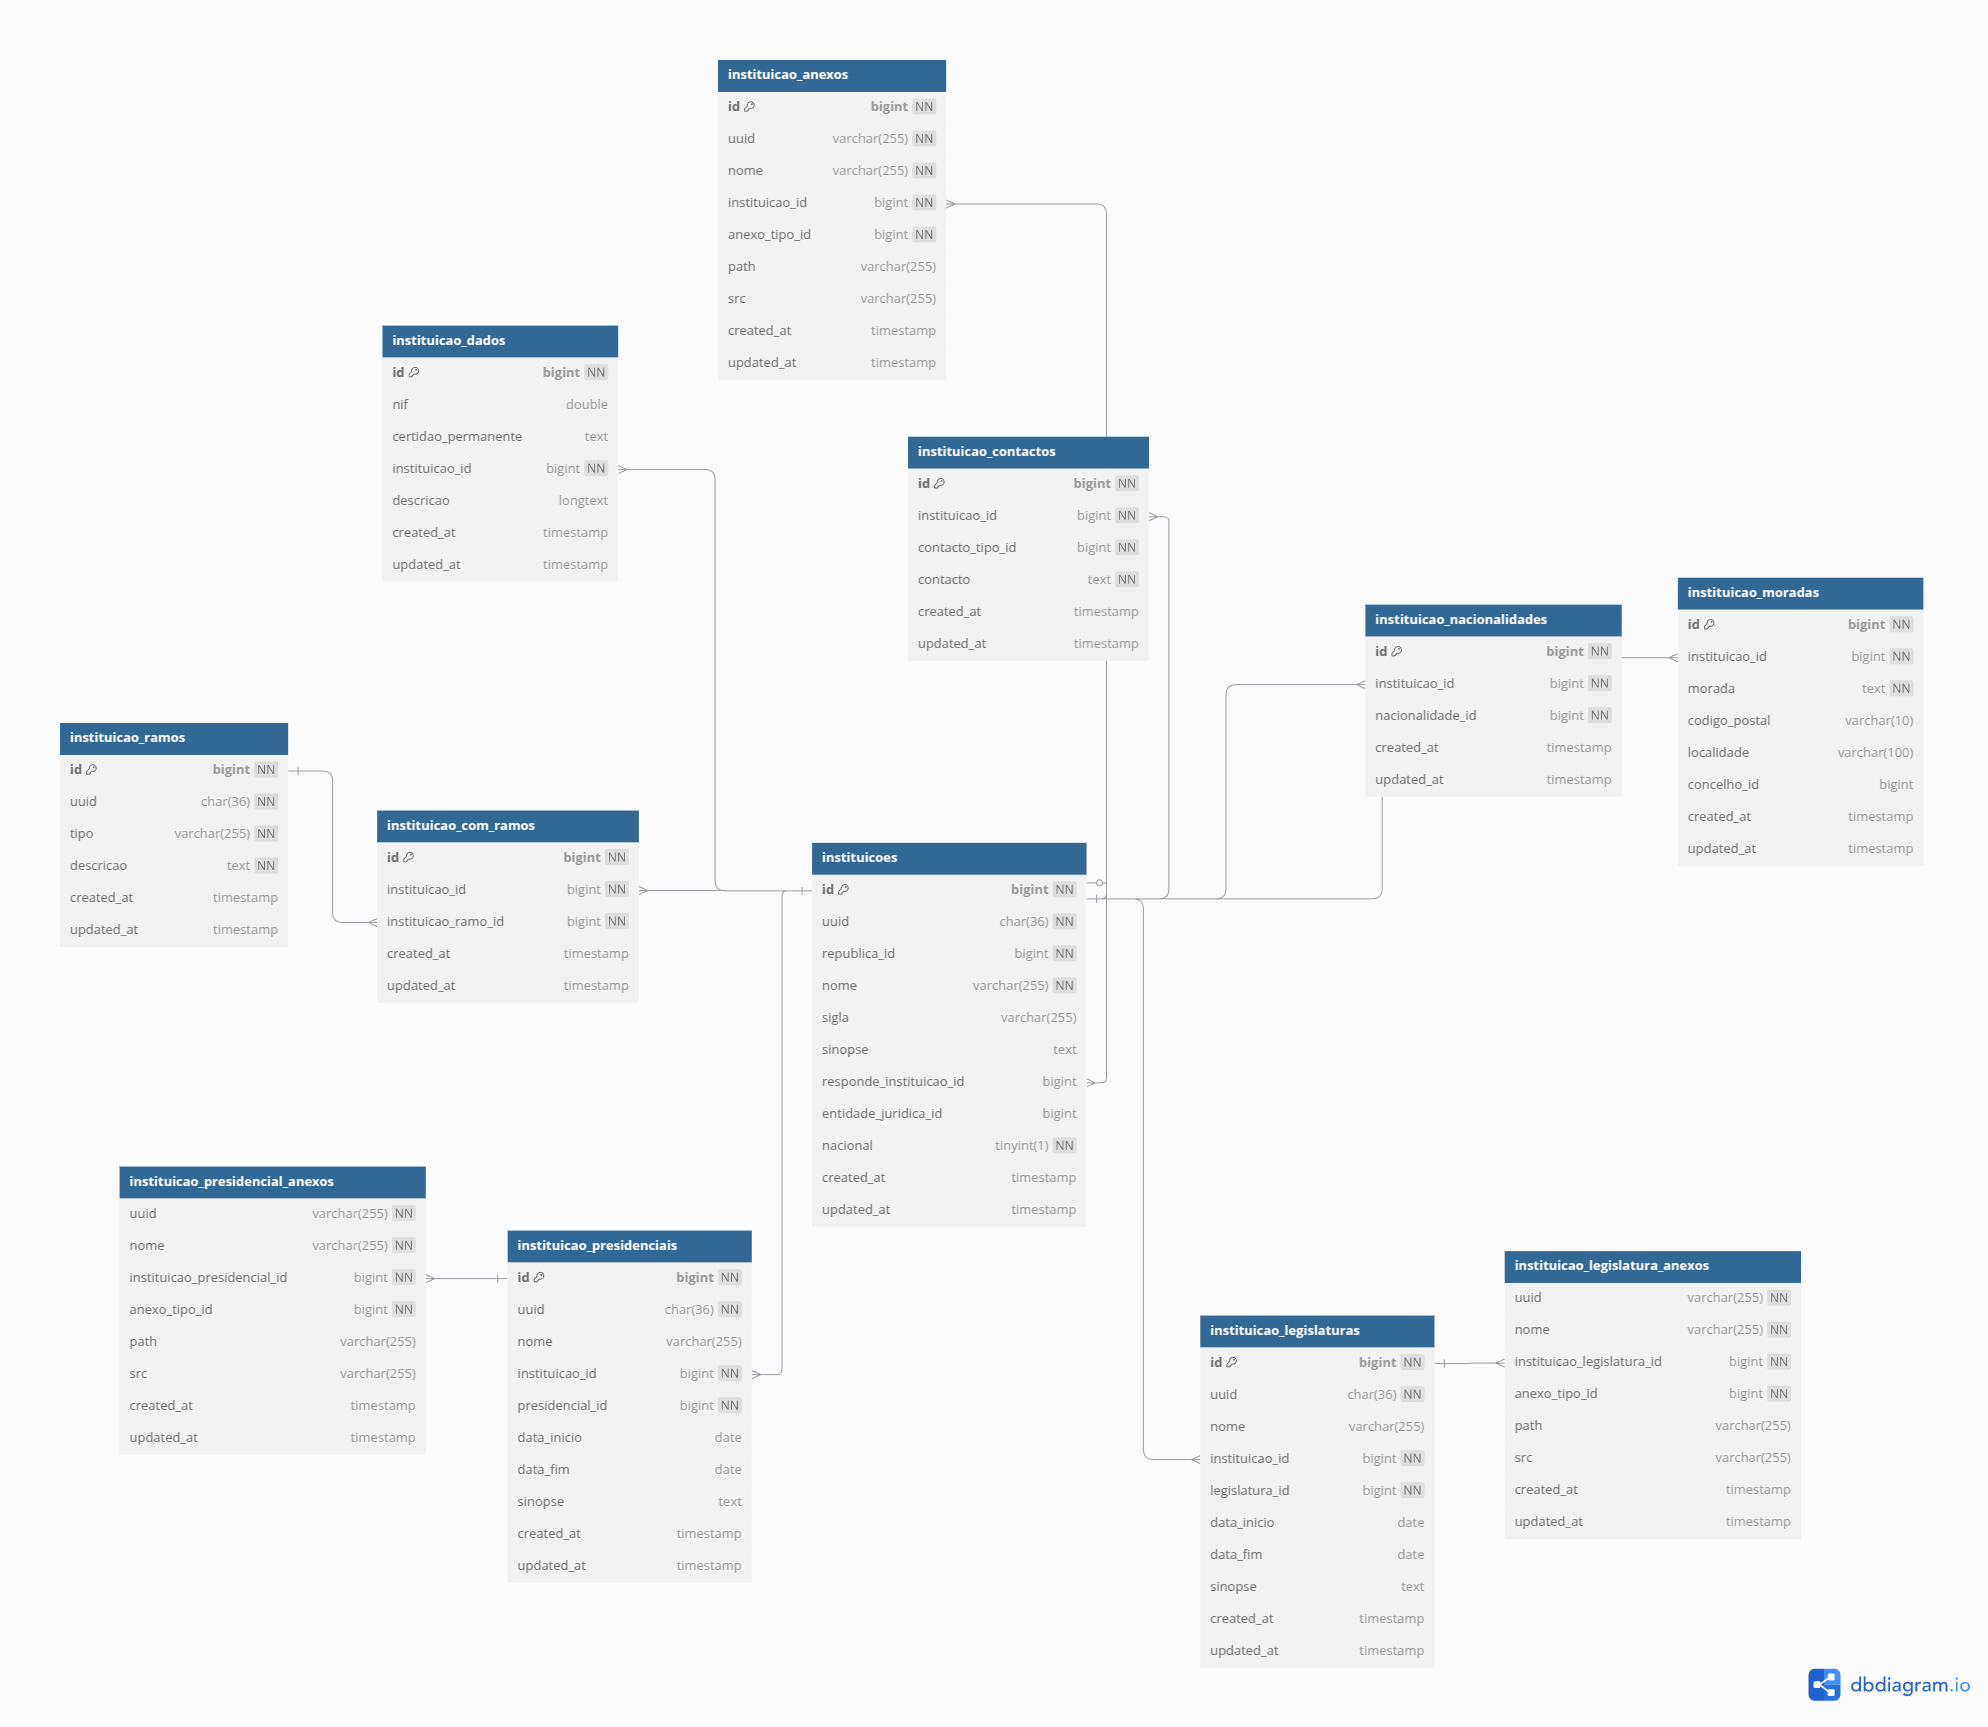 instituicao_anexos
id bigint NN
uuid varchar(255) NN
nome varchar(255) NN
instituicao_id bigint NN
anexo_tipo_id bigint NN
path varchar(255)
src varchar(255)
created_at timestamp
updated_at timestamp
instituicao_dados
id bigint NN
nif double
certidao_permanente text
instituicao_id bigint NN
descricao longtext
created_at timestamp
updated_at timestamp
instituicao_contactos
id bigint NN
instituicao_id bigint NN
contacto_tipo_id bigint NN
contacto text NN
created_at timestamp
updated_at timestamp
instituicao_nacionalidades
id bigint NN
instituicao_id bigint NN
nacionalidade_id bigint NN
created_at timestamp
updated_at timestamp
instituicao_moradas
id bigint NN
instituicao_id bigint NN
morada text NN
codigo_postal varchar(10)
localidade varchar(100)
concelho_id bigint
created_at timestamp
updated_at timestamp
instituicao_ramos
id bigint NN
uuid char(36) NN
tipo varchar(255) NN
descricao text NN
created_at timestamp
updated_at timestamp
instituicao_com_ramos
id bigint NN
instituicao_id bigint NN
instituicao_ramo_id bigint NN
created_at timestamp
updated_at timestamp
instituicoes
id bigint NN
uuid char(36) NN
republica_id bigint NN
nome varchar(255) NN
sigla varchar(255)
sinopse text
responde_instituicao_id bigint
entidade_juridica_id bigint
nacional tinyint(1) NN
created_at timestamp
updated_at timestamp
instituicao_presidencial_anexos
uuid varchar(255) NN
nome varchar(255) NN
instituicao_presidencial_id bigint NN
anexo_tipo_id bigint NN
path varchar(255)
src varchar(255)
created_at timestamp
updated_at timestamp
instituicao_presidenciais
id bigint NN
uuid char(36) NN
nome varchar(255)
instituicao_id bigint NN
presidencial_id bigint NN
data_inicio date
data_fim date
sinopse text
created_at timestamp
updated_at timestamp
instituicao_legislaturas
id bigint NN
uuid char(36) NN
nome varchar(255)
instituicao_id bigint NN
legislatura_id bigint NN
data_inicio date
data_fim date
sinopse text
created_at timestamp
updated_at timestamp
instituicao_legislatura_anexos
uuid varchar(255) NN
nome varchar(255) NN
instituicao_legislatura_id bigint NN
anexo_tipo_id bigint NN
path varchar(255)
src varchar(255)
created_at timestamp
updated_at timestamp
dbdiagram.io